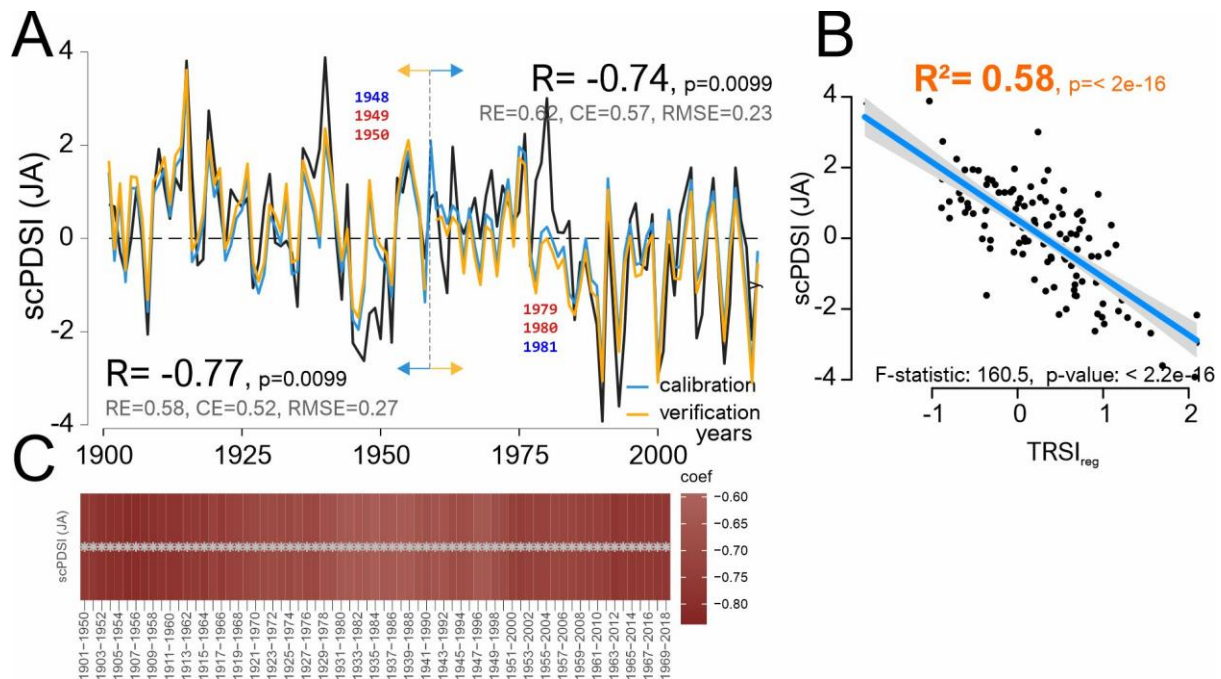 A
4
2
0
-2
-4
scPDSI (JA)
1948
1949
1950
R= -0.74, p=0.0099
RE=0.62, CE=0.57, RMSE=0.23
1979
1980
1981
R= -0.77, p=0.0099
RE=0.58, CE=0.52, RMSE=0.27
calibration
verification
years
1900 1925 1950 1975 2000
B
R²= 0.58, p=< 2e-16
4
2
0
-2
-4
scPDSI (JA)
F-statistic: 160.5, p-value: < 2.2e-16
-1 0 1 2
TRSIreg
C
scPDSI (JA)
coef
−0.60
−0.65
−0.70
−0.75
−0.80
1901−1950
1903−1952
1905−1954
1907−1956
1909−1958
1911−1960
1913−1962
1915−1964
1917−1966
1919−1968
1921−1970
1923−1972
1925−1974
1927−1976
1929−1978
1931−1980
1933−1982
1935−1984
1937−1986
1939−1988
1941−1990
1943−1992
1945−1994
1947−1996
1949−1998
1951−2000
1953−2002
1955−2004
1957−2006
1959−2008
1961−2010
1963−2012
1965−2014
1967−2016
1969−2018